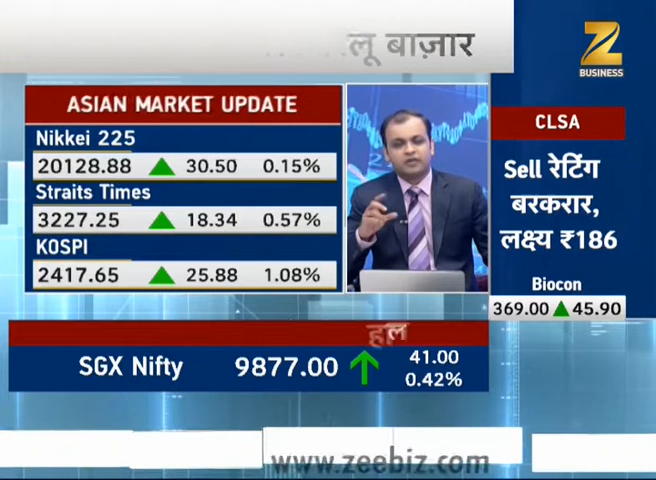 लू बाज़ार
Z
BUSINESS
ASIAN MARKET UPDATE
Nikkei 225
20128.88 30.50 0.15%
Straits Times
3227.25 18.34 0.57%
KOSPI
2417.65 25.88 1.08%
CLSA
Sell रेटिंग
बरकरार,
लक्ष्य ₹186
Biocon
369.00 45.90
हाल
SGX Nifty 9877.00 41.00
0.42%
www.zeebiz.com